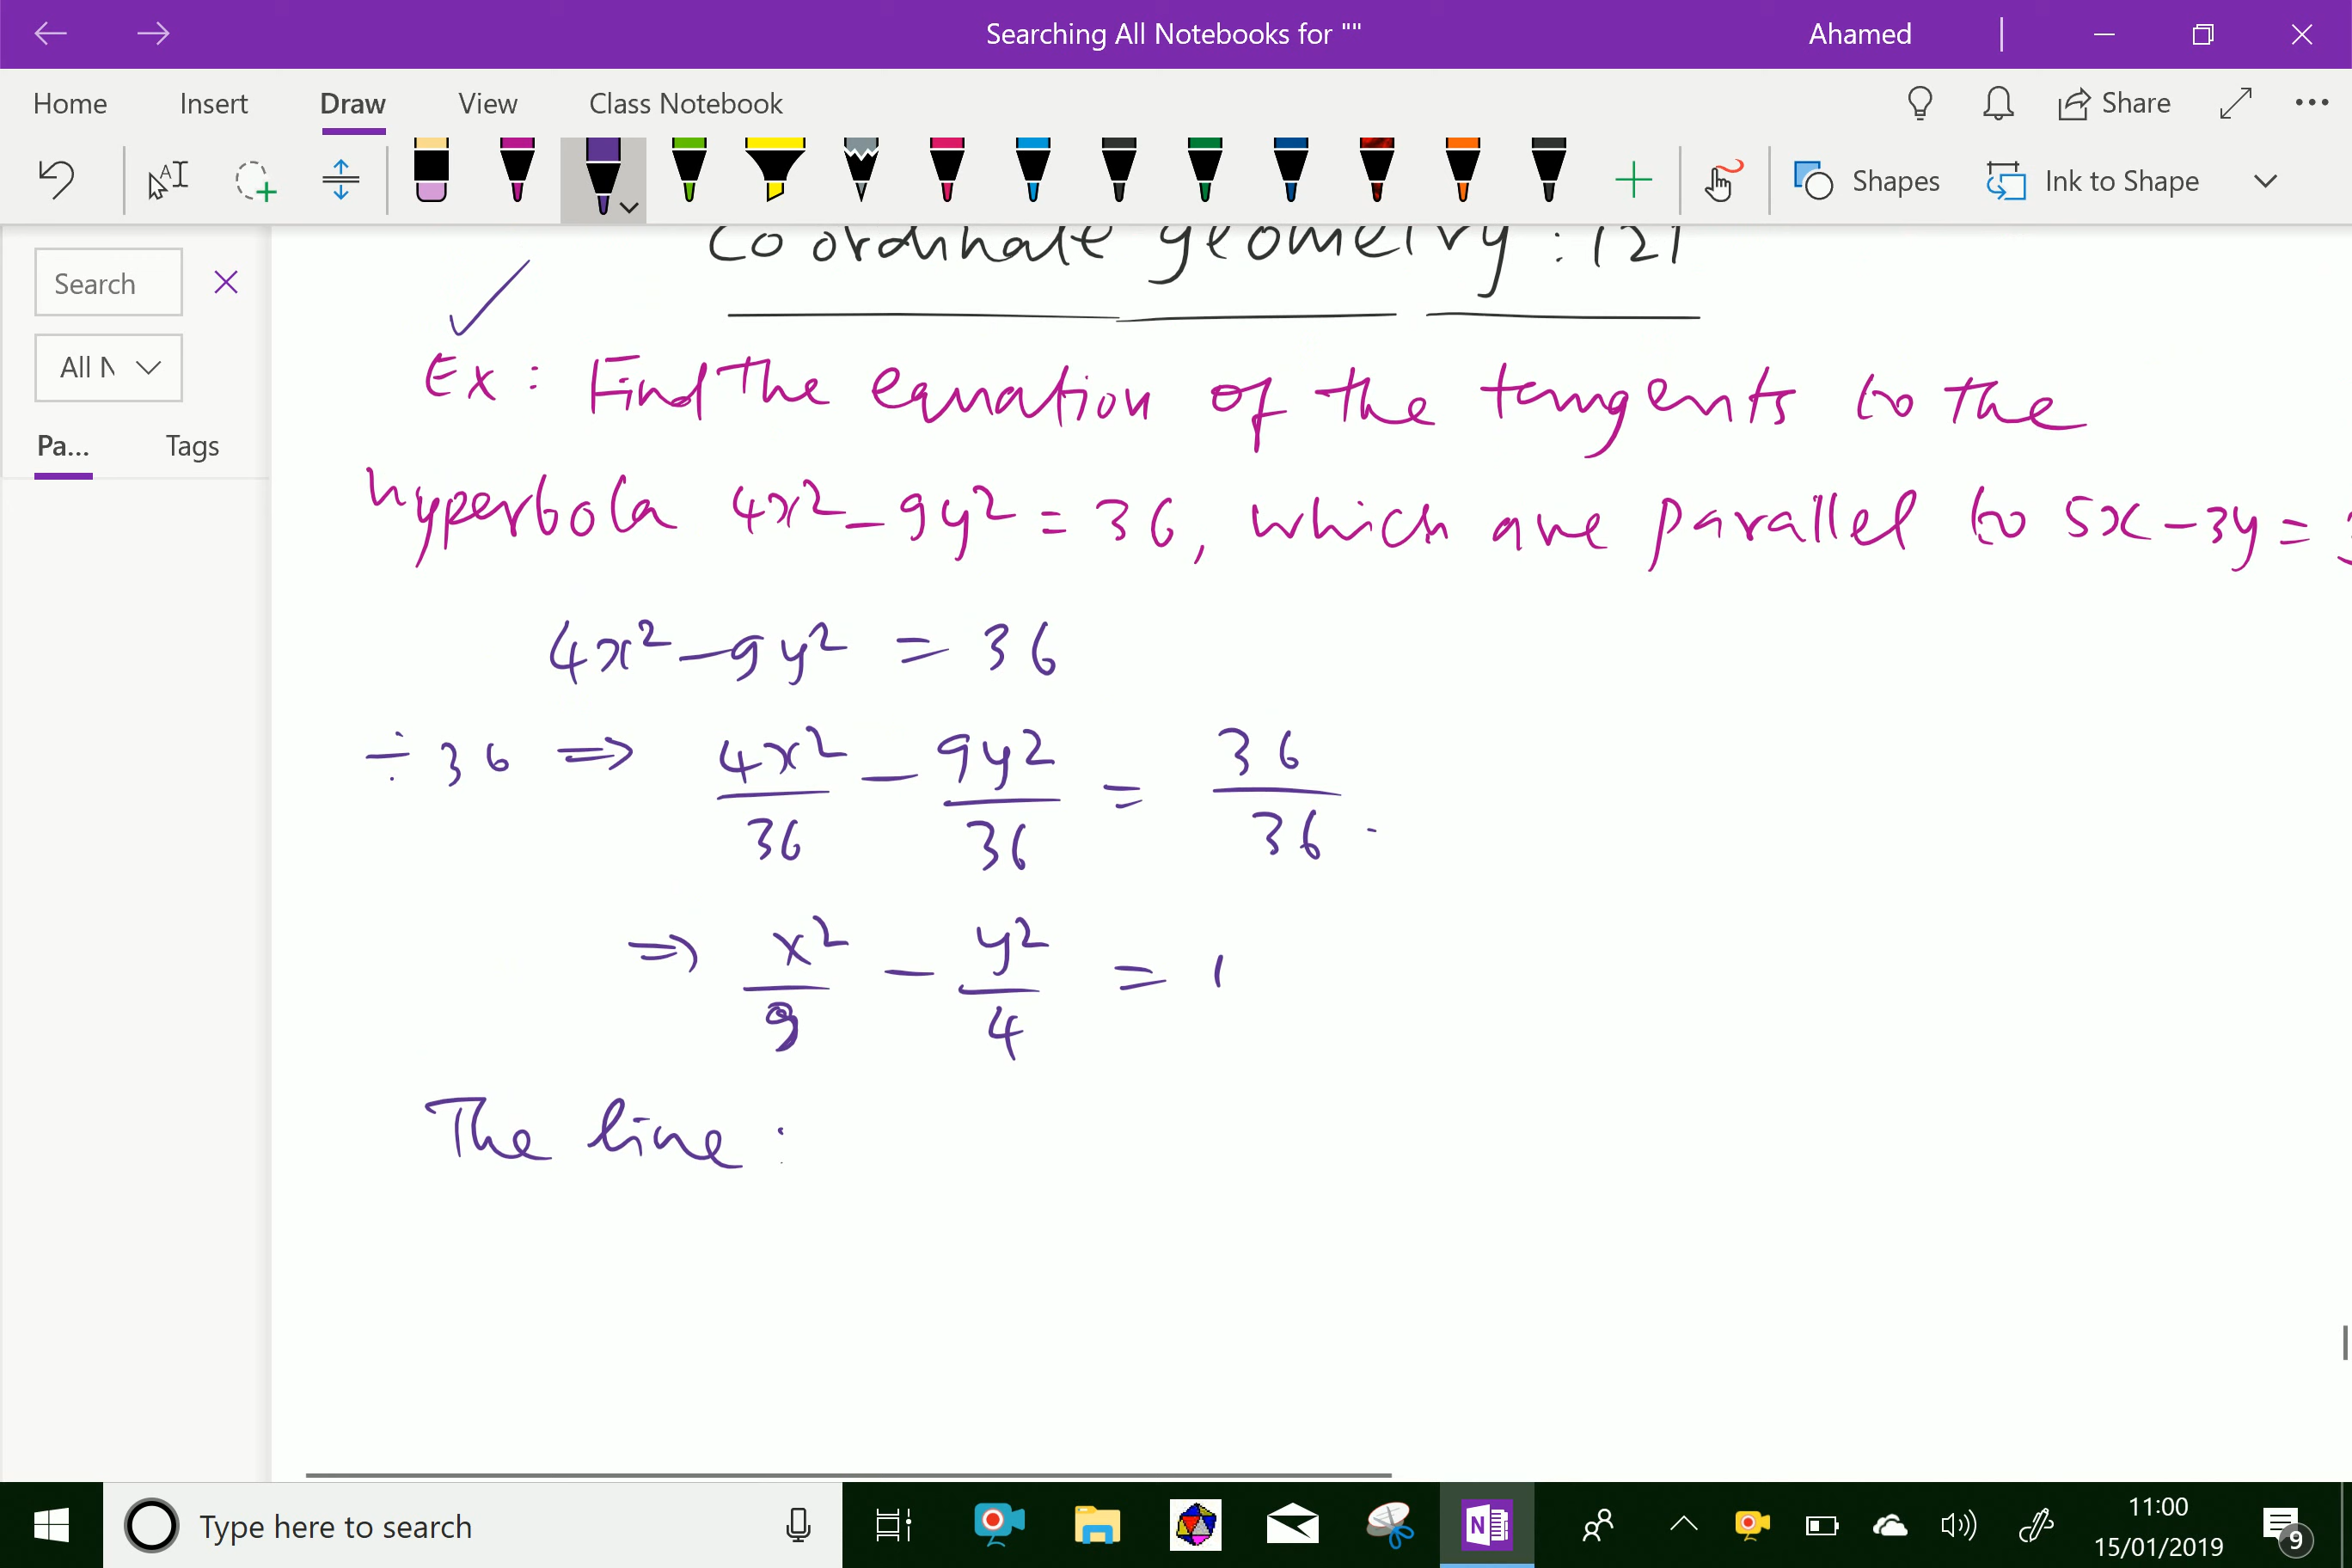 Searching All Notebooks for ""
Ahamed
Home Insert Draw View Class Notebook
Share
Shapes
Ink to Shape
Search
All N
Pa... Tags
Coordinate geometry : 121
Ex : Find the equation of the tangents to the
hyperbola 4x² - 9y² = 36, which are parallel to 5x - 3y =
4x² - 9y² = 36
÷ 36 ⇒ 4x²/36 - 9y²/36 = 36/36 .
⇒ x²/9 - y²/4 = 1
The line :
Type here to search
11:00
15/01/2019
9